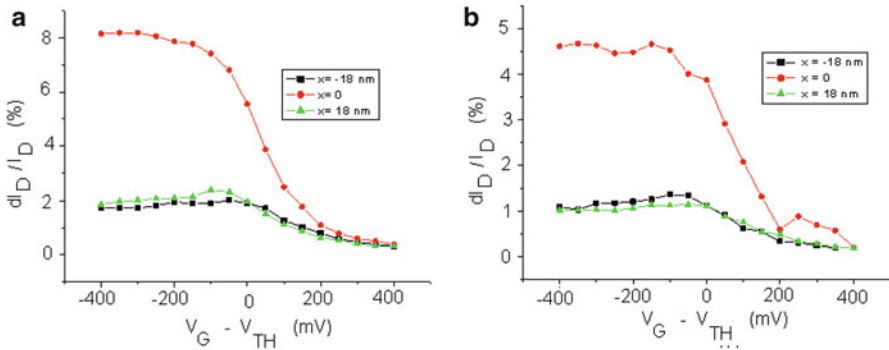 a
dI_D / I_D (%)
8
6
4
2
0
x= -18 nm
x= 0
x= 18 nm
-400 -200 0 200 400
V_G - V_TH (mV)
b
dI_D / I_D (%)
5
4
3
2
1
0
x = -18 nm
x = 0
x = 18 nm
-400 -200 0 200 400
V_G - V_TH (mV)